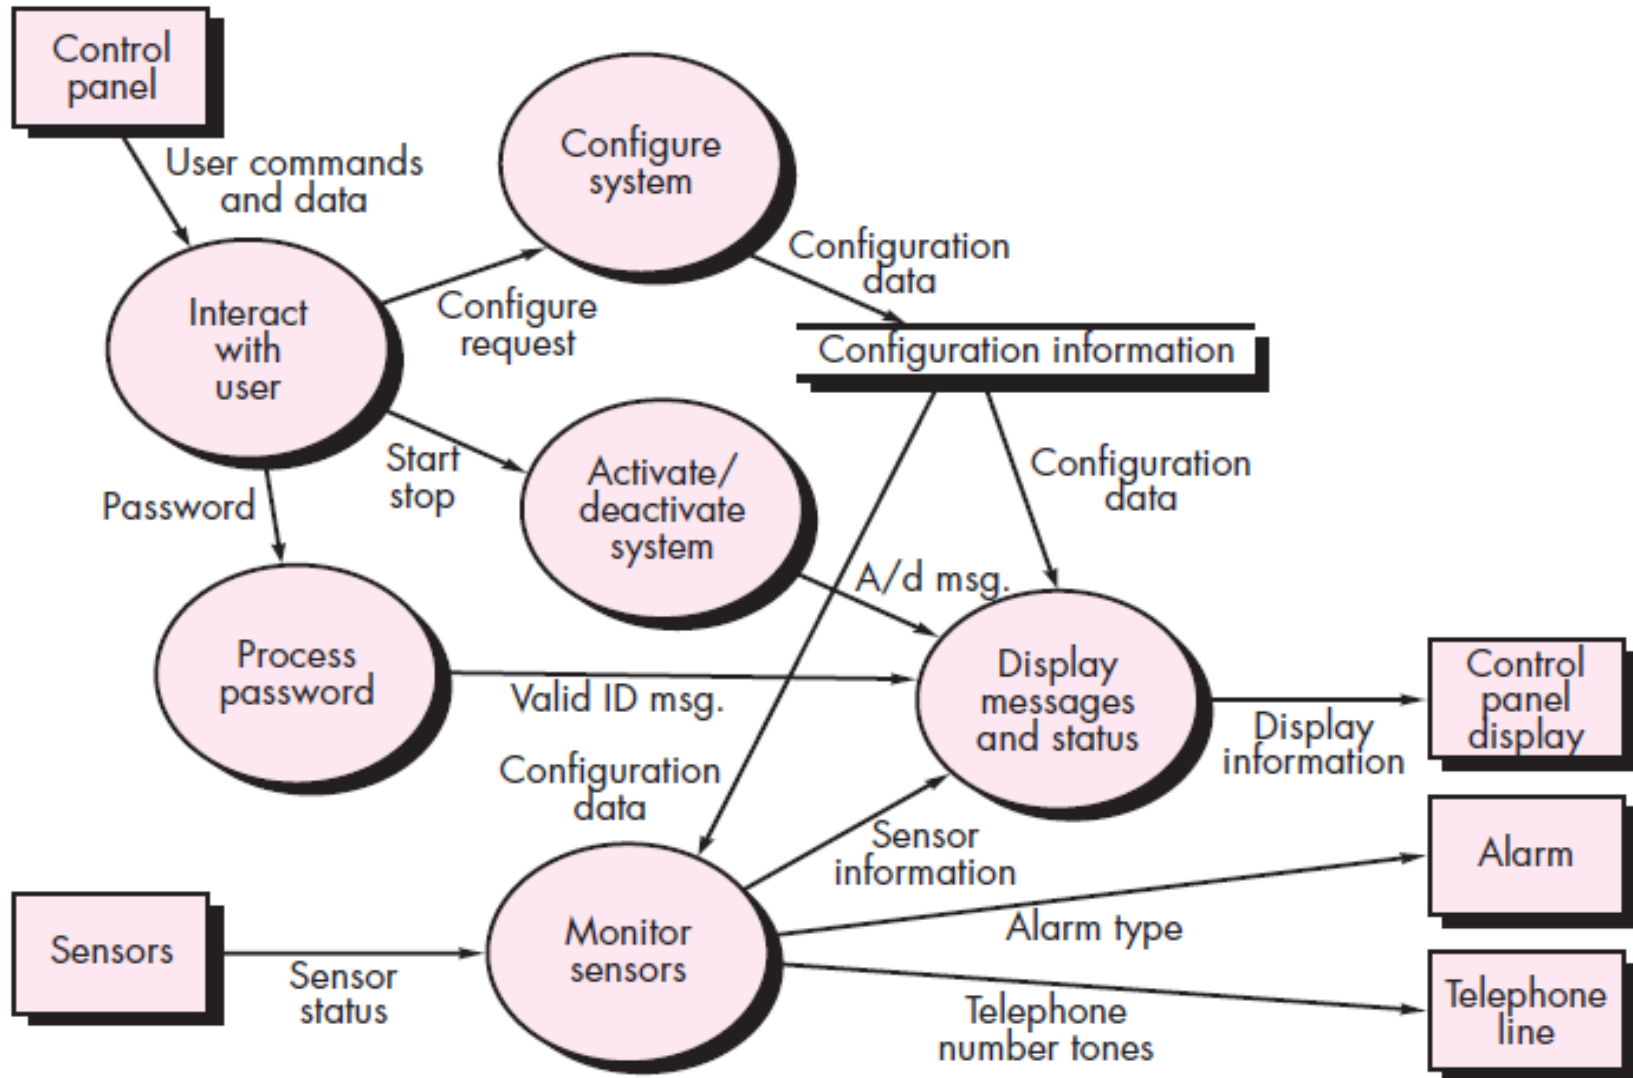 Control
panel
User commands
and data
Configure
system
Configuration
data
Interact
with
user
Configure
request
Configuration information
Start
stop
Activate/
deactivate
system
Configuration
data
Password
A/d msg.
Process
password
Valid ID msg.
Display
messages
and status
Control
panel
display
Display
information
Configuration
data
Sensor
information
Alarm
Sensors
Sensor
status
Monitor
sensors
Alarm type
Telephone
number tones
Telephone
line